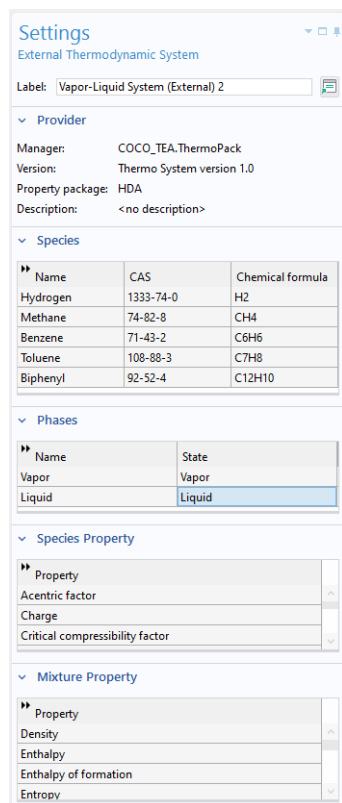 Settings
External Thermodynamic System
Label: Vapor-Liquid System (External) 2
Provider
Manager: COCO_TEA.ThermoPack
Version: Thermo System version 1.0
Property package: HDA
Description: <no description>
Species
Name CAS Chemical formula
Hydrogen 1333-74-0 H2
Methane 74-82-8 CH4
Benzene 71-43-2 C6H6
Toluene 108-88-3 C7H8
Biphenyl 92-52-4 C12H10
Phases
Name State
Vapor Vapor
Liquid Liquid
Species Property
Property
Acentric factor
Charge
Critical compressibility factor
Mixture Property
Property
Density
Enthalpy
Enthalpy of formation
Entropy